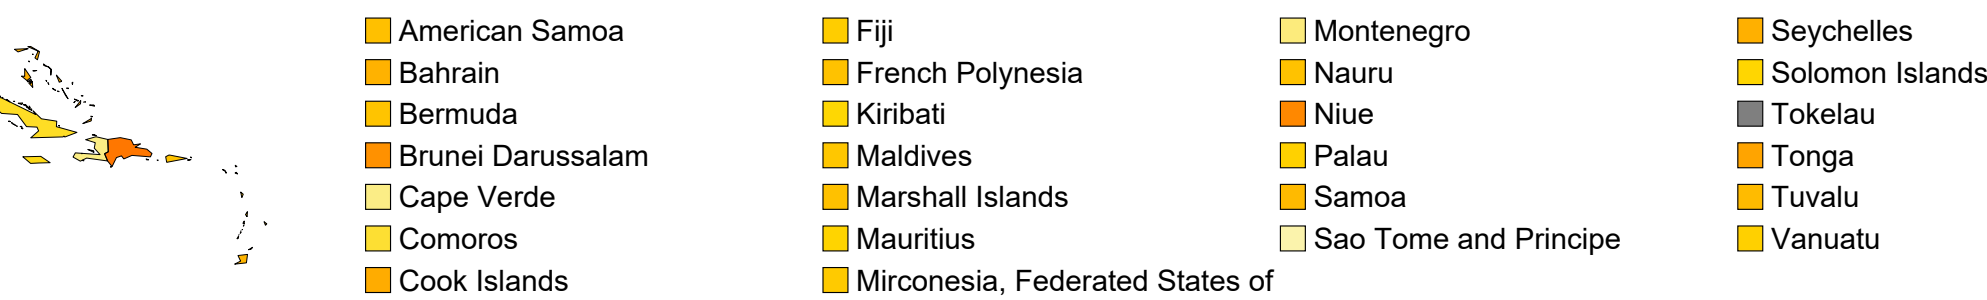 American Samoa
Bahrain
Bermuda
Brunei Darussalam
Cape Verde
Comoros
Cook Islands
Fiji
French Polynesia
Kiribati
Maldives
Marshall Islands
Mauritius
Mirconesia, Federated States of
Montenegro
Nauru
Niue
Palau
Samoa
Sao Tome and Principe
Seychelles
Solomon Islands
Tokelau
Tonga
Tuvalu
Vanuatu